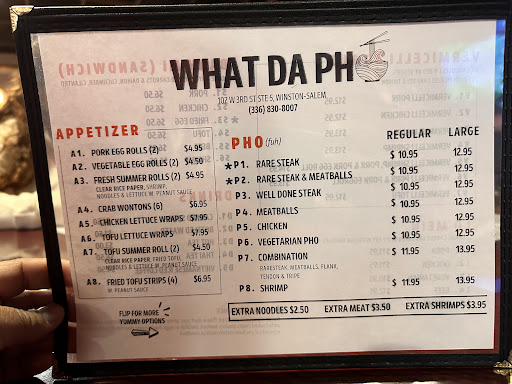 WHAT DA PH
102 W 3RD ST STE 5, WINSTON-SALEM
(336) 830-8007
APPETIZER
A1. PORK EGG ROLLS (2) $4.95
A2. VEGETABLE EGG ROLLS (2) $4.50
A3. FRESH SUMMER ROLLS (2) $4.95
CLEAR RICE PAPER, SHRIMP,
NOODLES & LETTUCE W. PEANUT SAUCE
A4. CRAB WONTONS (6) $6.95
A5. CHICKEN LETTUCE WRAPS $7.95
A6. TOFU LETTUCE WRAPS $7.95
A7. TOFU SUMMER ROLL (2) $4.50
CLEAR RICE PAPER, FRIED TOFU,
NOODLES & LETTUCE W. PEANUT SAUCE
A8. FRIED TOFU STRIPS (4) $6.95
W. PEANUT SAUCE
FLIP FOR MORE
YUMMY OPTIONS
PHO (fuh) REGULAR LARGE
*P1. RARE STEAK $ 10.95 12.95
*P2. RARE STEAK & MEATBALLS $ 10.95 12.95
P3. WELL DONE STEAK $ 10.95 12.95
P4. MEATBALLS $ 10.95 12.95
P5. CHICKEN $ 10.95 12.95
P6. VEGETARIAN PHO $ 10.95 12.95
P7. COMBINATION $ 11.95 13.95
RARE STEAK, MEATBALLS, FLANK,
TENDON & TRIPE
P8. SHRIMP $ 11.95 13.95
EXTRA NOODLES $2.50 EXTRA MEAT $3.50 EXTRA SHRIMPS $3.95